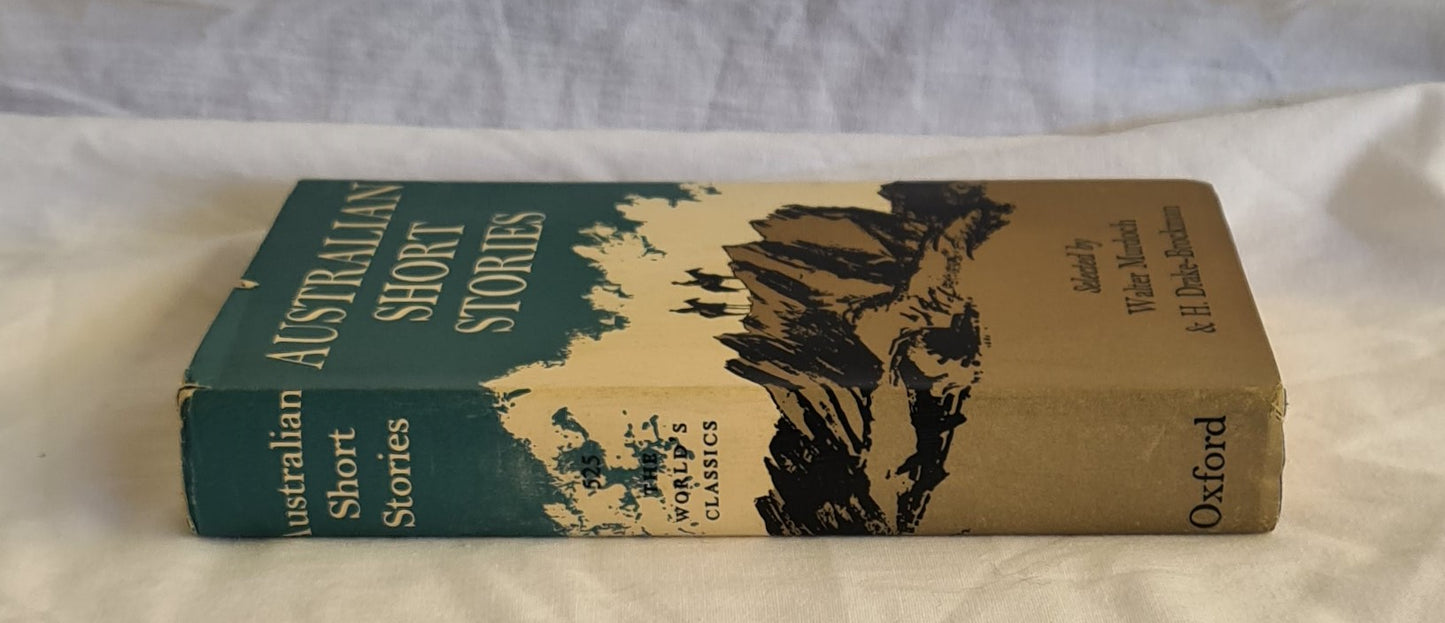 AUSTRALIAN
SHORT
STORIES
Selected by
Walter Murdoch
& H. Drake-Brockman
Australian
Short
Stories
525
THE
WORLD'S
CLASSICS
Oxford